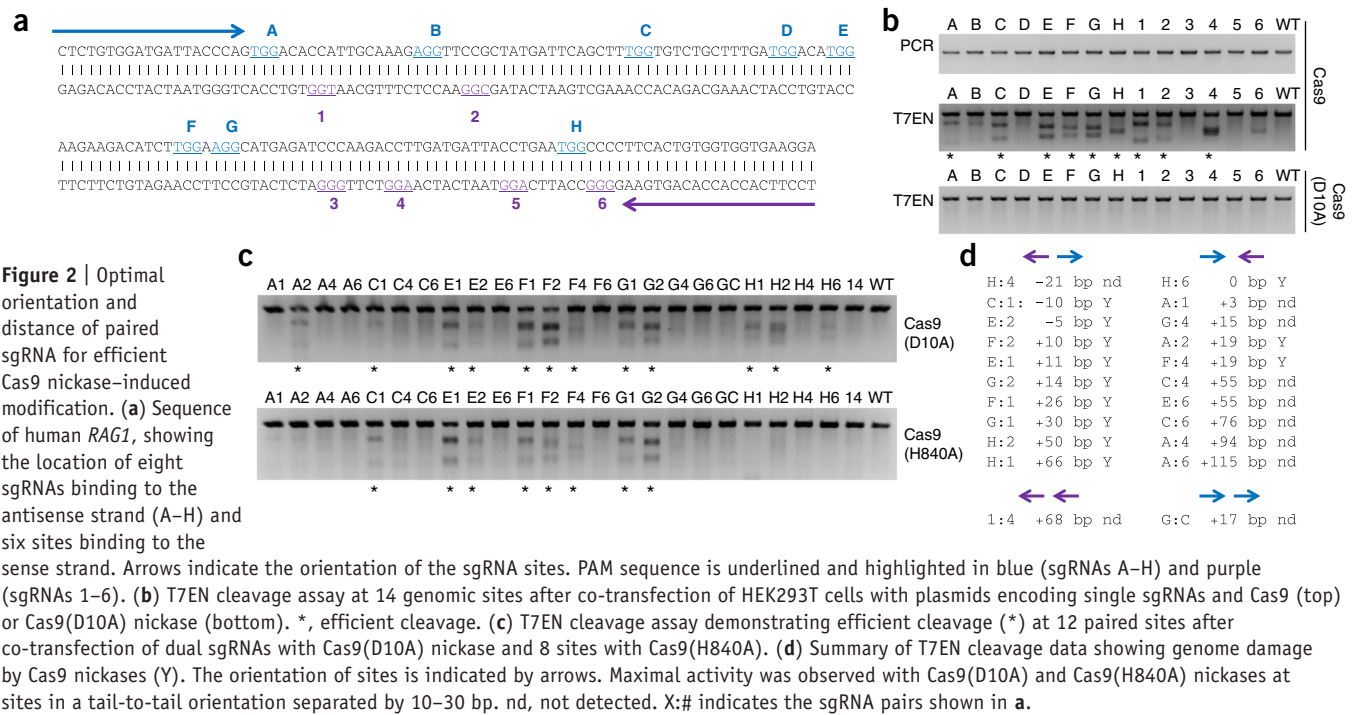 a
A B C D E
CTCTGTGGATGATTACCCAGTGGACACCATTGCAAAGAGGTTCCGCTATGATTCAGCTTTGGTGTCTGCTTTGATGGACATGG
GAGACACCTACTAATGGGTCACCTGTGGTAACGTTTCTCCAAGGCGATACTAAGTCGAAACCACAGACGAAACTACCTGTACC
1 2
F G H
AAGAAGACATCTTGGAAGGCATGAGATCCCAAGACCTTGATGATTACCTGAATGGCCCCTTCACTGTGGTGGTGAAGGA
TTCTTCTGTAGAACCTTCCGTACTCTAGGGTTCTGGAACTACTAATGGACTTACCGGGGAAGTGACACCACCACTTCCT
3 4 5 6
b
A B C D E F G H 1 2 3 4 5 6 WT
PCR
A B C D E F G H 1 2 3 4 5 6 WT
T7EN
* * * * * * * * *
Cas9
A B C D E F G H 1 2 3 4 5 6 WT
T7EN
Cas9
(D10A)
c
A1 A2 A4 A6 C1 C4 C6 E1 E2 E6 F1 F2 F4 F6 G1 G2 G4 G6 GC H1 H2 H4 H6 14 WT
Cas9
(D10A)
* * * * * * * * * * * *
A1 A2 A4 A6 C1 C4 C6 E1 E2 E6 F1 F2 F4 F6 G1 G2 G4 G6 GC H1 H2 H4 H6 14 WT
Cas9
(H840A)
* * * * * * * *
d
H:4 -21 bp nd
C:1: -10 bp Y
E:2 -5 bp Y
F:2 +10 bp Y
E:1 +11 bp Y
G:2 +14 bp Y
F:1 +26 bp Y
G:1 +30 bp Y
H:2 +50 bp Y
H:1 +66 bp Y
1:4 +68 bp nd
H:6 0 bp Y
A:1 +3 bp nd
G:4 +15 bp nd
A:2 +19 bp Y
F:4 +19 bp Y
C:4 +55 bp nd
E:6 +55 bp nd
C:6 +76 bp nd
A:4 +94 bp nd
A:6 +115 bp nd
G:C +17 bp nd
Figure 2 | Optimal
orientation and
distance of paired
sgRNA for efficient
Cas9 nickase–induced
modification. (a) Sequence
of human RAG1, showing
the location of eight
sgRNAs binding to the
antisense strand (A–H) and
six sites binding to the
sense strand. Arrows indicate the orientation of the sgRNA sites. PAM sequence is underlined and highlighted in blue (sgRNAs A–H) and purple
(sgRNAs 1–6). (b) T7EN cleavage assay at 14 genomic sites after co-transfection of HEK293T cells with plasmids encoding single sgRNAs and Cas9 (top)
or Cas9(D10A) nickase (bottom). *, efficient cleavage. (c) T7EN cleavage assay demonstrating efficient cleavage (*) at 12 paired sites after
co-transfection of dual sgRNAs with Cas9(D10A) nickase and 8 sites with Cas9(H840A). (d) Summary of T7EN cleavage data showing genome damage
by Cas9 nickases (Y). The orientation of sites is indicated by arrows. Maximal activity was observed with Cas9(D10A) and Cas9(H840A) nickases at
sites in a tail-to-tail orientation separated by 10–30 bp. nd, not detected. X:# indicates the sgRNA pairs shown in a.